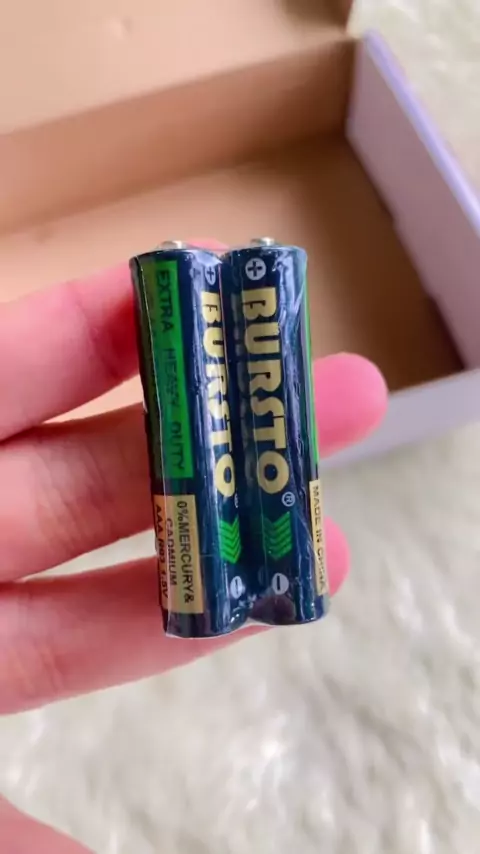 EXTRA HEAVY DUTY
0%MERCURY&
CADMIUM
AAA R03 1.5V
+
BURSTO
-
+
BURSTO®
-
MADE IN CHINA